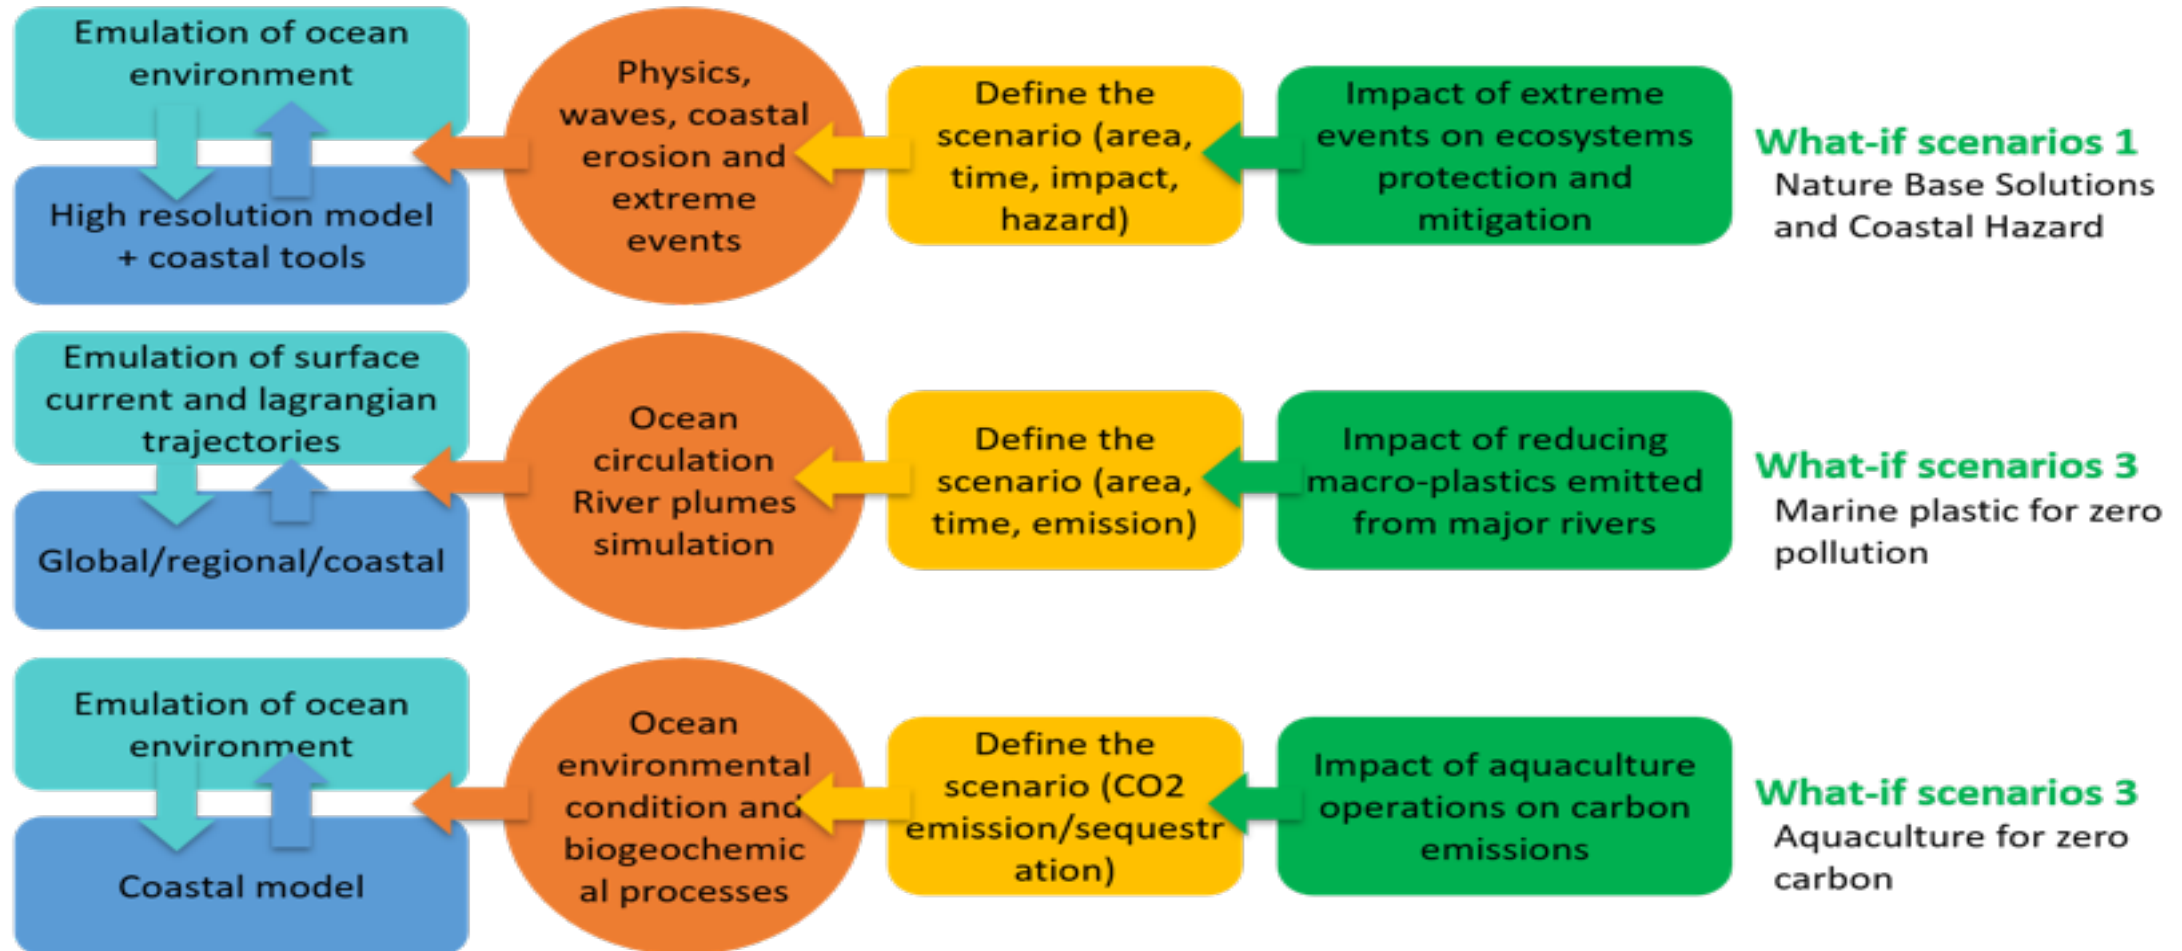 Emulation of ocean
environment
High resolution model
+ coastal tools
Physics,
waves, coastal
erosion and
extreme
events
Define the
scenario (area,
time, impact,
hazard)
Impact of extreme
events on ecosystems
protection and
mitigation
What-if scenarios 1
Nature Base Solutions
and Coastal Hazard
Emulation of surface
current and lagrangian
trajectories
Global/regional/coastal
Ocean
circulation
River plumes
simulation
Define the
scenario (area,
time, emission)
Impact of reducing
macro-plastics emitted
from major rivers
What-if scenarios 3
Marine plastic for zero
pollution
Emulation of ocean
environment
Coastal model
Ocean
environmental
condition and
biogeochemic
al processes
Define the
scenario (CO2
emission/sequestr
ation)
Impact of aquaculture
operations on carbon
emissions
What-if scenarios 3
Aquaculture for zero
carbon